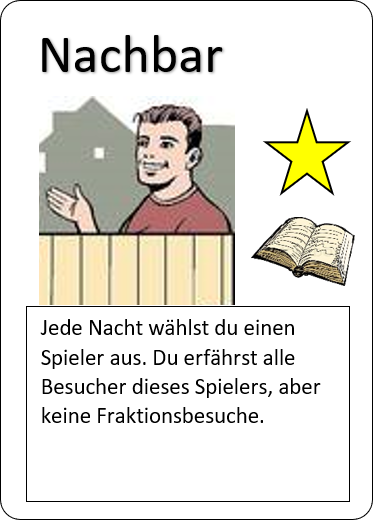 Nachbar
Jede Nacht wählst du einen
Spieler aus. Du erfährst alle
Besucher dieses Spielers, aber
keine Fraktionsbesuche.